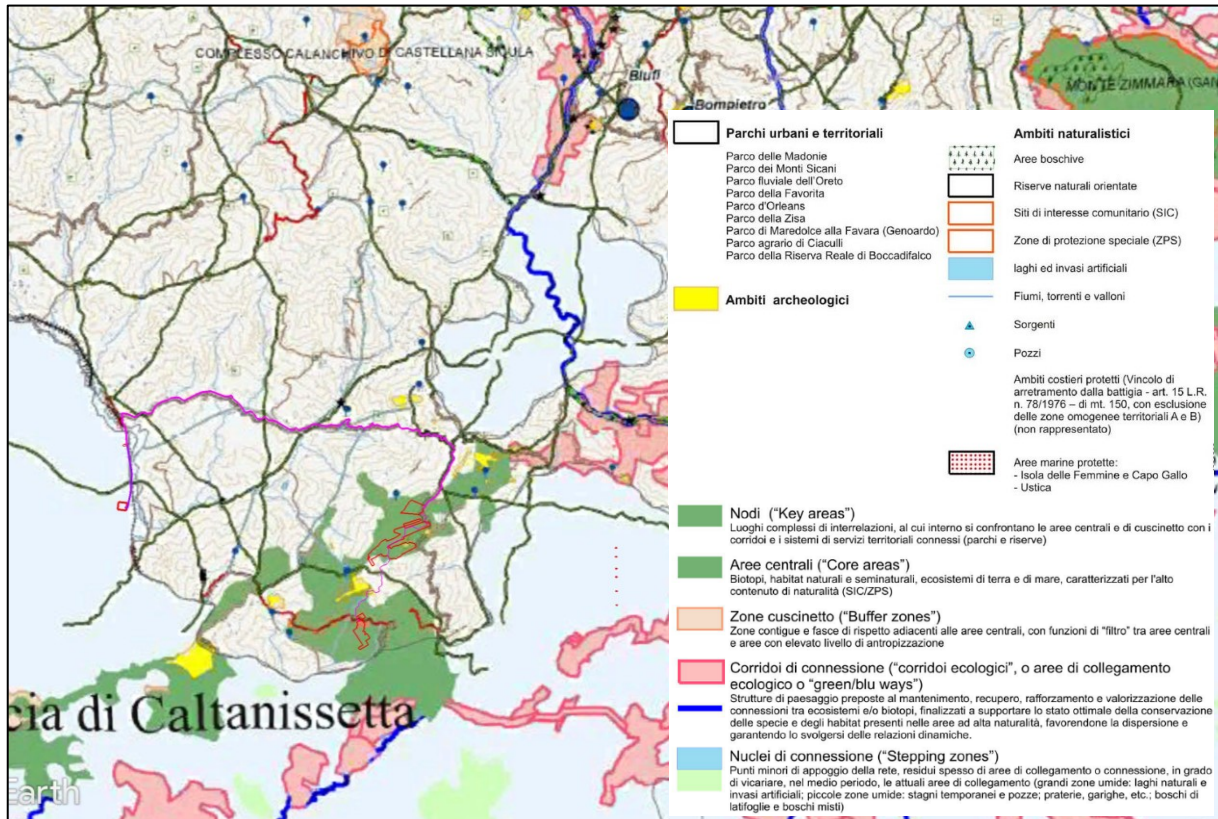 COMPLESSO CALANCHIVO DI CASTELLANA SICULA
Blufi
Bompietro
MONTE ZIMMARA (GAN
cia di Caltanissetta
Earth
Parchi urbani e territoriali
Parco delle Madonie
Parco dei Monti Sicani
Parco fluviale dell'Oreto
Parco della Favorita
Parco d'Orleans
Parco della Zisa
Parco di Maredolce alla Favara (Genoardo)
Parco agrario di Ciaculli
Parco della Riserva Reale di Boccadifalco
Ambiti archeologici
Ambiti naturalistici
Aree boschive
Riserve naturali orientate
Siti di interesse comunitario (SIC)
Zone di protezione speciale (ZPS)
laghi ed invasi artificiali
Fiumi, torrenti e valloni
Sorgenti
Pozzi
Ambiti costieri protetti (Vincolo di
arretramento dalla battigia - art. 15 L.R.
n. 78/1976 – di mt. 150, con esclusione
delle zone omogenee territoriali A e B)
(non rappresentato)
Aree marine protette:
- Isola delle Femmine e Capo Gallo
- Ustica
Nodi ("Key areas")
Luoghi complessi di interrelazioni, al cui interno si confrontano le aree centrali e di cuscinetto con i
corridoi e i sistemi di servizi territoriali connessi (parchi e riserve)
Aree centrali ("Core areas")
Biotopi, habitat naturali e seminaturali, ecosistemi di terra e di mare, caratterizzati per l'alto
contenuto di naturalità (SIC/ZPS)
Zone cuscinetto ("Buffer zones")
Zone contigue e fasce di rispetto adiacenti alle aree centrali, con funzioni di "filtro" tra aree centrali
e aree con elevato livello di antropizzazione
Corridoi di connessione ("corridoi ecologici", o aree di collegamento
ecologico o "green/blu ways")
Strutture di paesaggio preposte al mantenimento, recupero, rafforzamento e valorizzazione delle
connessioni tra ecosistemi e/o biotopi, finalizzati a supportare lo stato ottimale della conservazione
delle specie e degli habitat presenti nelle aree ad alta naturalità, favorendone la dispersione e
garantendo lo svolgersi delle relazioni dinamiche.
Nuclei di connessione ("Stepping zones")
Punti minori di appoggio della rete, residui spesso di aree di collegamento o connessione, in grado
di vicariare, nel medio periodo, le attuali aree di collegamento (grandi zone umide: laghi naturali e
invasi artificiali; piccole zone umide: stagni temporanei e pozze; praterie, garighe, etc.; boschi di
latifoglie e boschi misti)